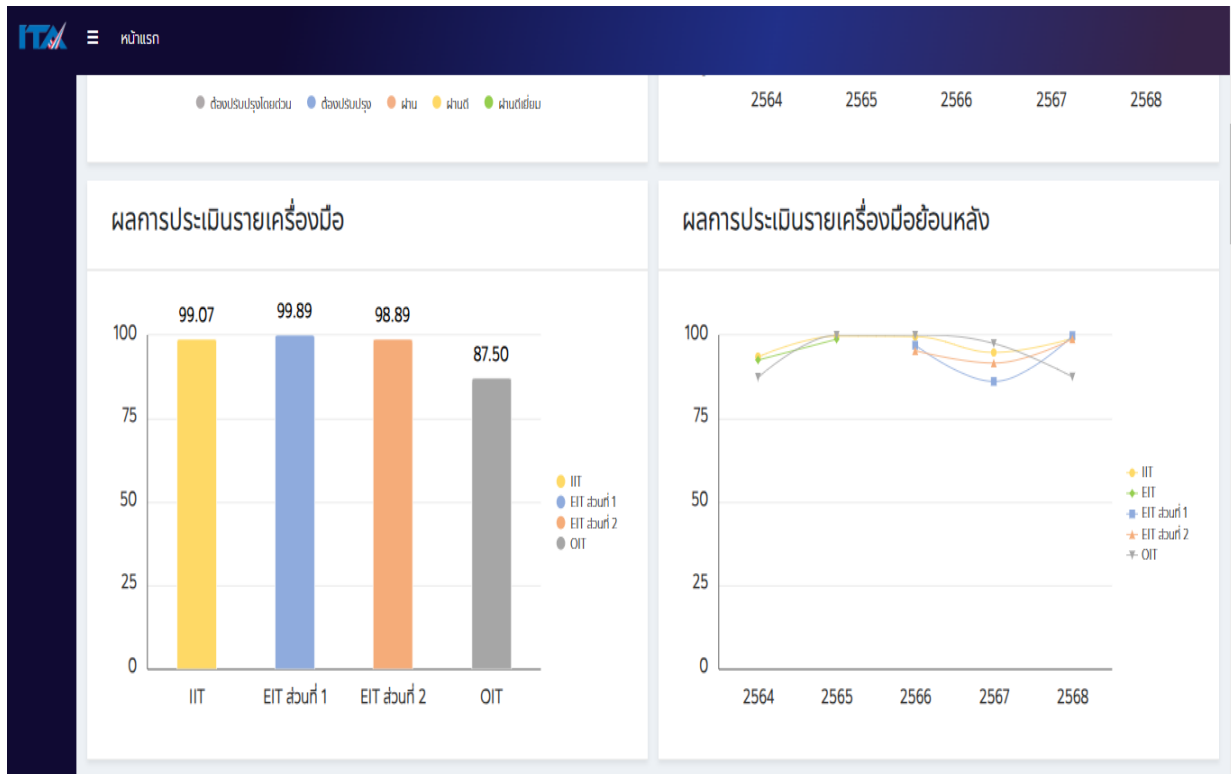 ITA
หน้าแรก
ต้องปรับปรุงโดยด่วน ต้องปรับปรุง ผ่าน ผ่านดี ผ่านดีเยี่ยม
2564 2565 2566 2567 2568
ผลการประเมินรายเครื่องมือ
99.07 99.89 98.89 87.50
100
75
50
25
0
IIT EIT ส่วนที่ 1 EIT ส่วนที่ 2 OIT
IIT
EIT ส่วนที่ 1
EIT ส่วนที่ 2
OIT
ผลการประเมินรายเครื่องมือย้อนหลัง
100
75
50
25
0
2564 2565 2566 2567 2568
IIT
EIT
EIT ส่วนที่ 1
EIT ส่วนที่ 2
OIT